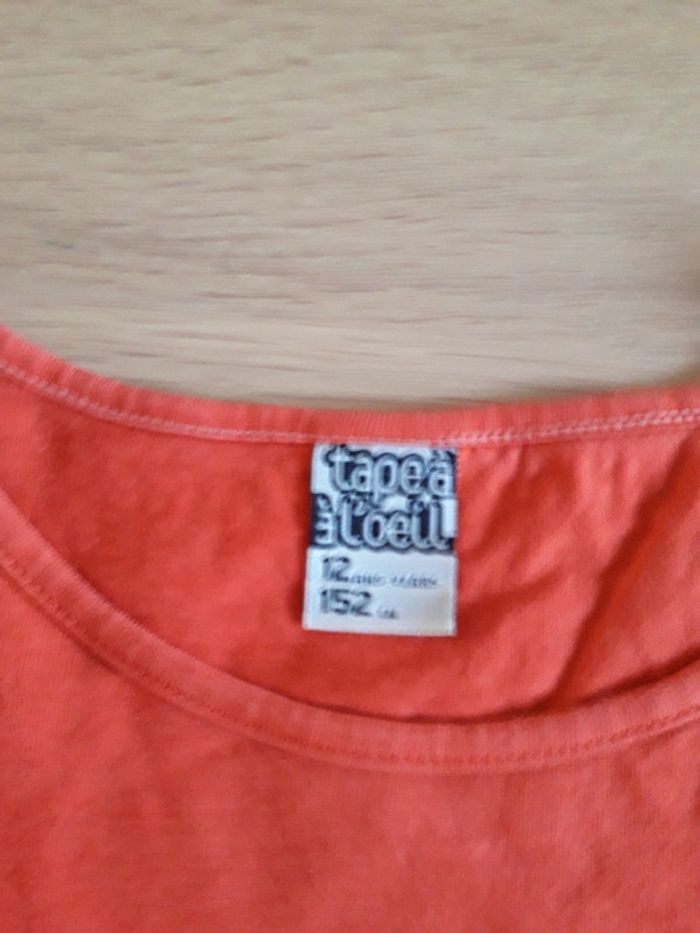 tape à
à l'oeil
12 ans
152 cm